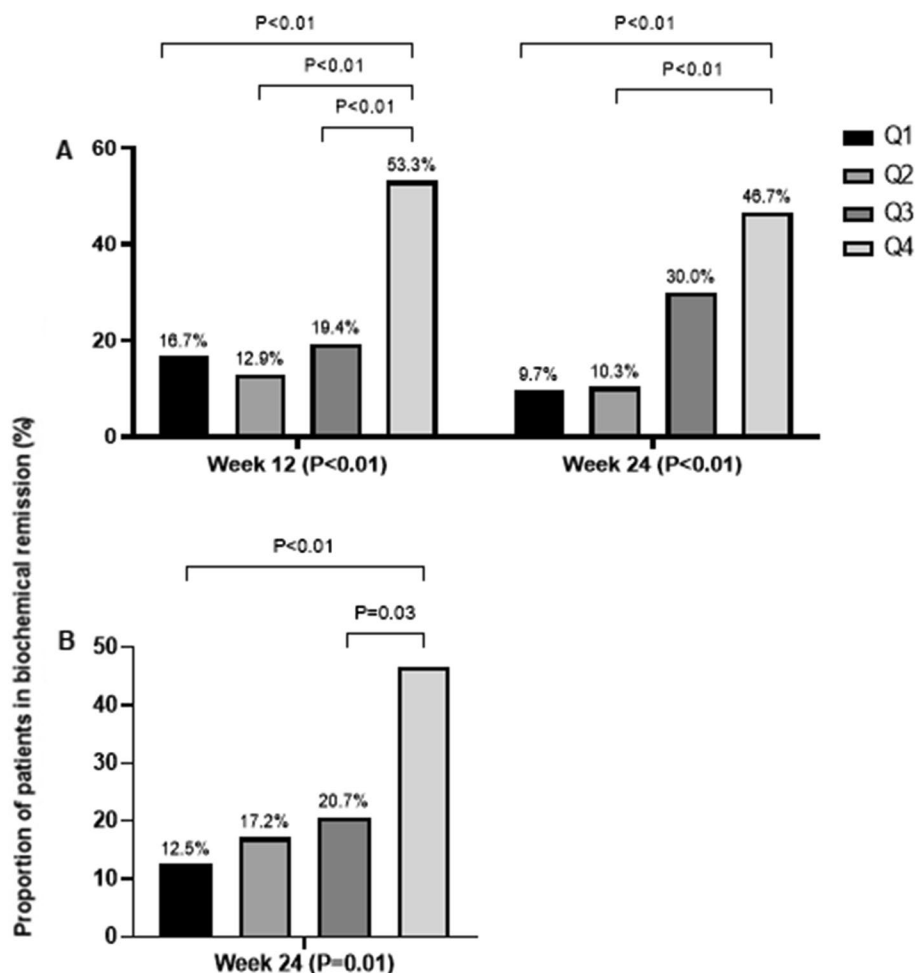 P<0.01
P<0.01
P<0.01
P<0.01
P<0.01
P<0.01
A
60
40
20
0
16.7%
12.9%
19.4%
53.3%
9.7%
10.3%
30.0%
46.7%
Week 12 (P<0.01)
Week 24 (P<0.01)
Q1
Q2
Q3
Q4
Proportion of patients in biochemical remission (%)
P<0.01
P=0.03
B
50
40
30
20
10
0
12.5%
17.2%
20.7%
Week 24 (P=0.01)